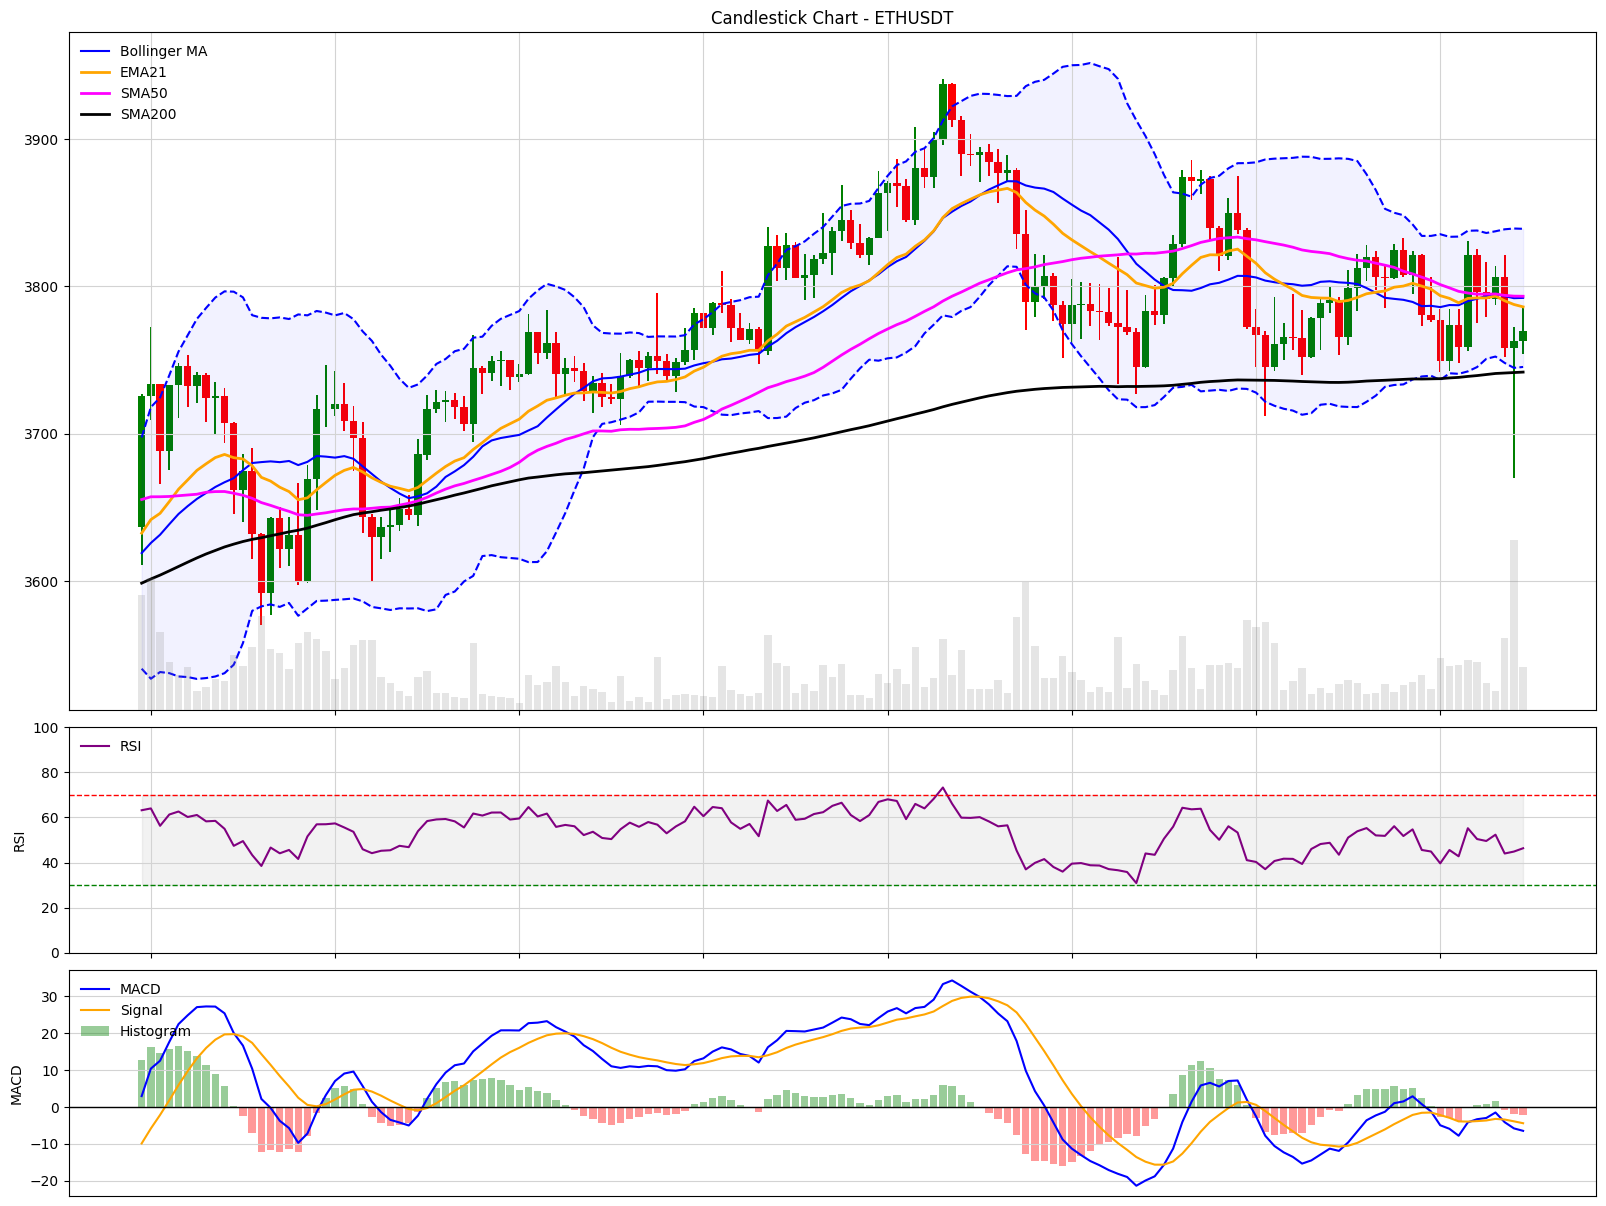 Candlestick Chart - ETHUSDT
Bollinger MA
EMA21
SMA50
SMA200
3900
3800
3700
3600
RSI
100
80
60
40
20
0
RSI
MACD
Signal
Histogram
30
20
10
0
−10
−20
MACD